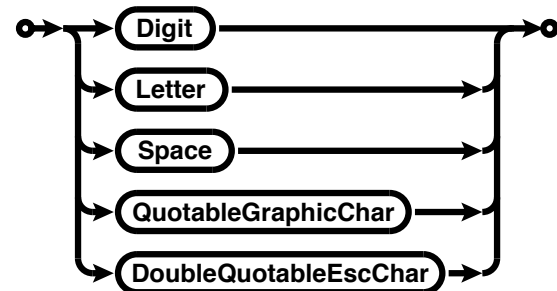 Digit
Letter
Space
QuotableGraphicChar
DoubleQuotableEscChar